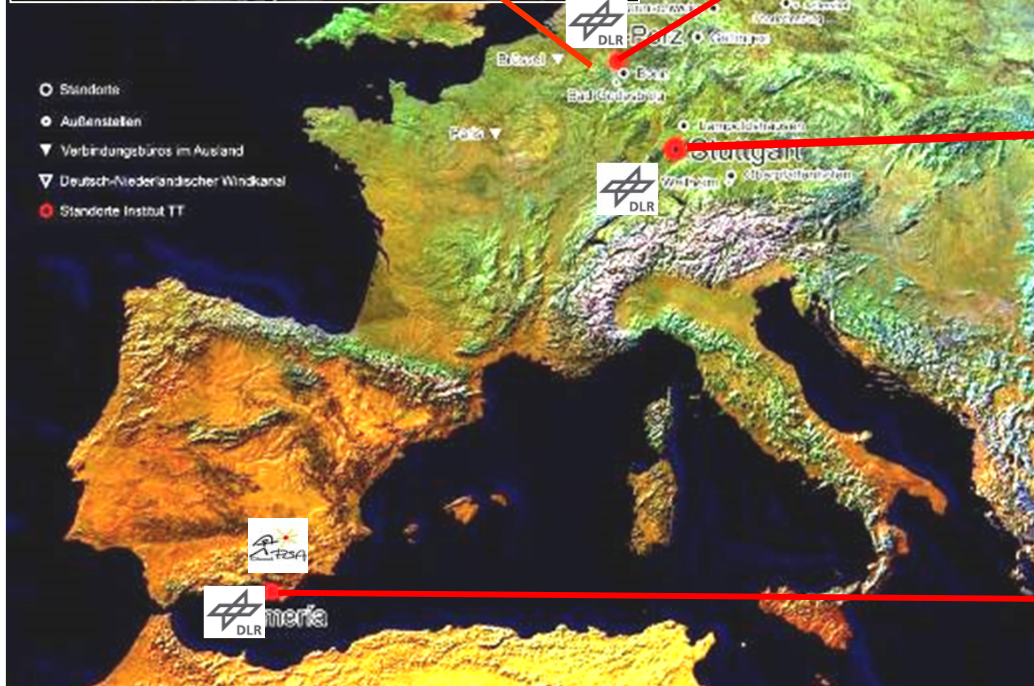 DLR
Porz
Göttingen
Brüssel
Bonn
Bad Godesberg
Standorte
Außenstellen
Verbindungsbüros im Ausland
Deutsch-Niederländischer Windkanal
Standorte Institut TT
Paris
Lampoldshausen
Stuttgart
Weilheim
Oberpfaffenhofen
DLR
PSA
DLR
mería